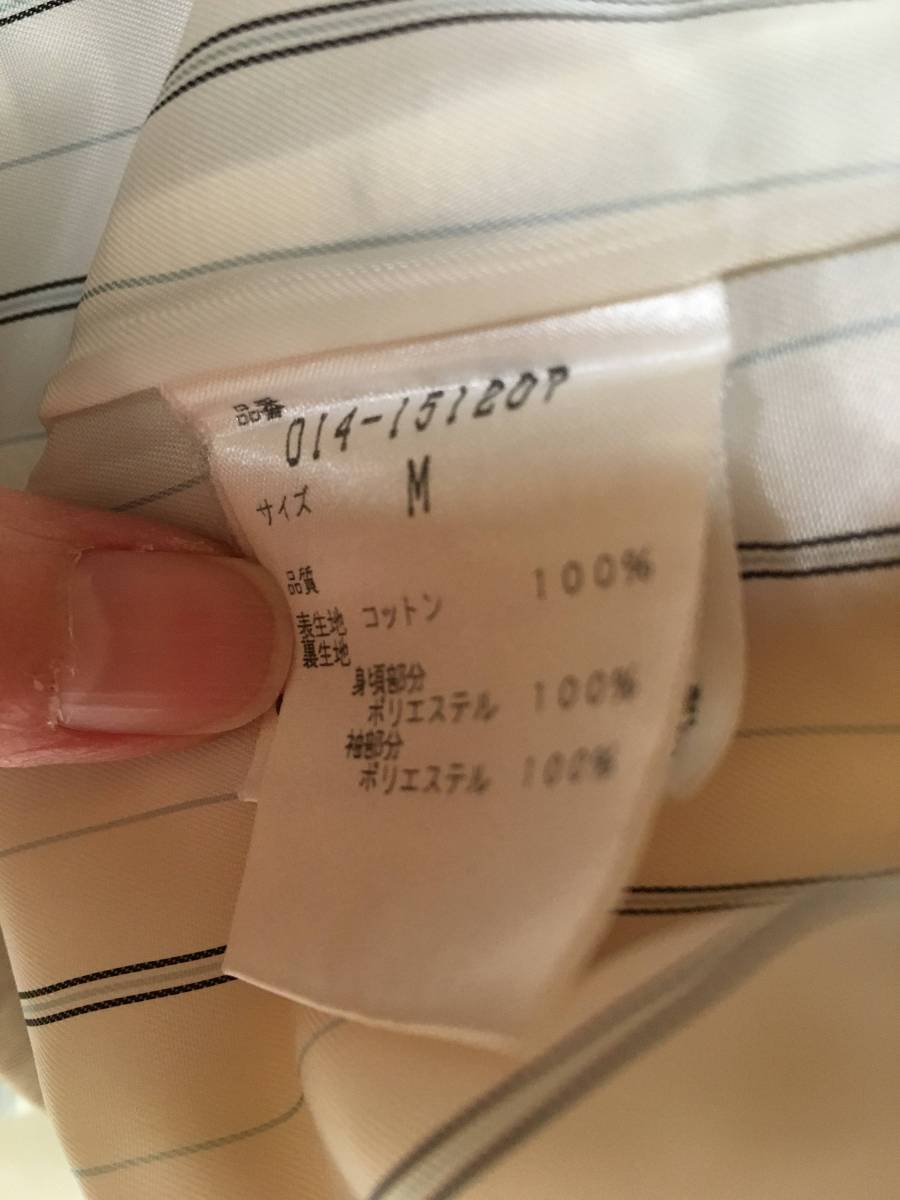 品番 014-15120P
サイズ M
品質
表生地 コットン 100%
裏生地
身頃部分
ポリエステル 100%
袖部分
ポリエステル 100%